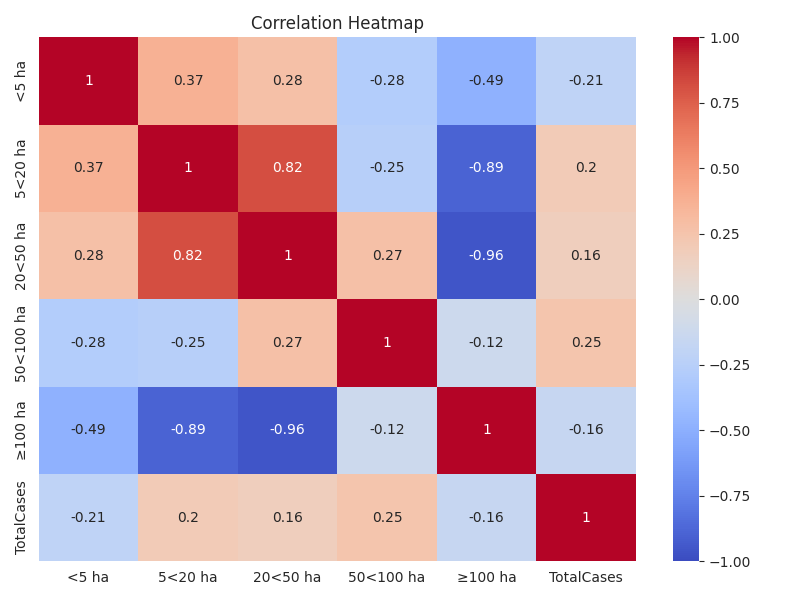 Correlation Heatmap
<5 ha 1 0.37 0.28 -0.28 -0.49 -0.21
5<20 ha 0.37 1 0.82 -0.25 -0.89 0.2
20<50 ha 0.28 0.82 1 0.27 -0.96 0.16
50<100 ha -0.28 -0.25 0.27 1 -0.12 0.25
≥100 ha -0.49 -0.89 -0.96 -0.12 1 -0.16
TotalCases -0.21 0.2 0.16 0.25 -0.16 1
<5 ha 5<20 ha 20<50 ha 50<100 ha ≥100 ha TotalCases
1.00
0.75
0.50
0.25
0.00
−0.25
−0.50
−0.75
−1.00